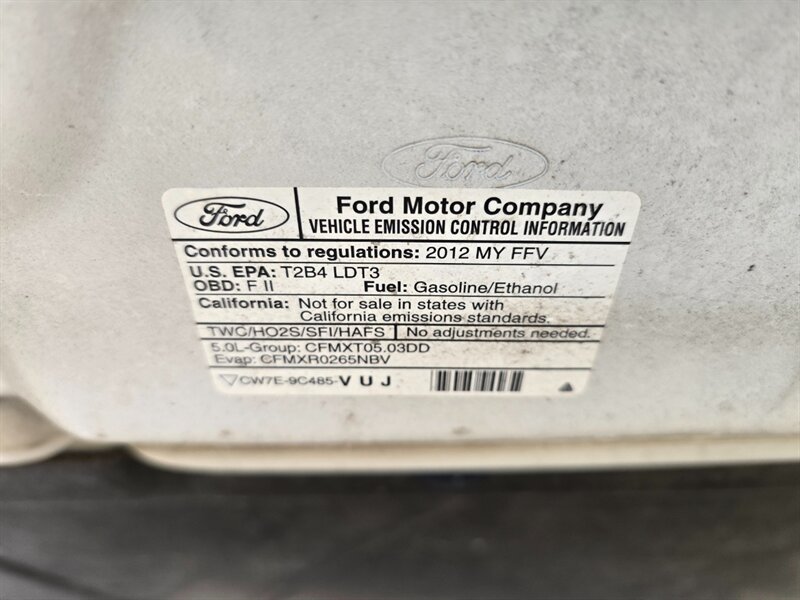 Ford
Ford
Ford Motor Company
VEHICLE EMISSION CONTROL INFORMATION
Conforms to regulations: 2012 MY FFV
U.S. EPA: T2B4 LDT3
OBD: F II Fuel: Gasoline/Ethanol
California: Not for sale in states with
California emissions standards.
TWC/HO2S/SFI/HAFS No adjustments needed.
5.0L-Group: CFMXT05.03DD
Evap: CFMXR0265NBV
CW7E-9C485-V U J